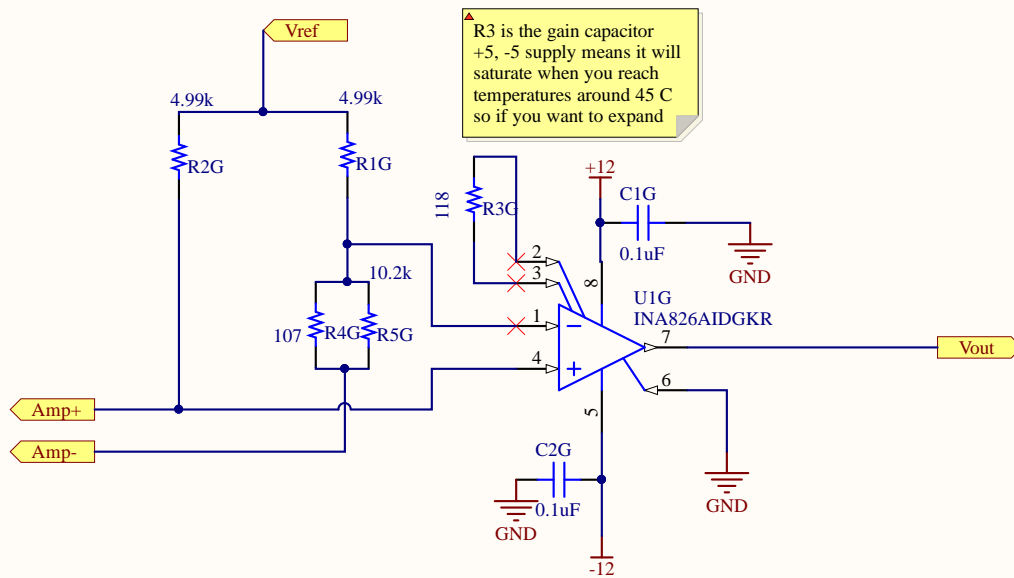 Vref
R3 is the gain capacitor
+5, -5 supply means it will
saturate when you reach
temperatures around 45 C
so if you want to expand
4.99k
4.99k
R2G
R1G
118
R3G
+12
C1G
0.1uF
GND
2
3
8
10.2k
U1G
INA826AIDGKR
107
R4G
R5G
1
7
Vout
4
6
5
Amp+
Amp-
C2G
0.1uF
GND
GND
-12